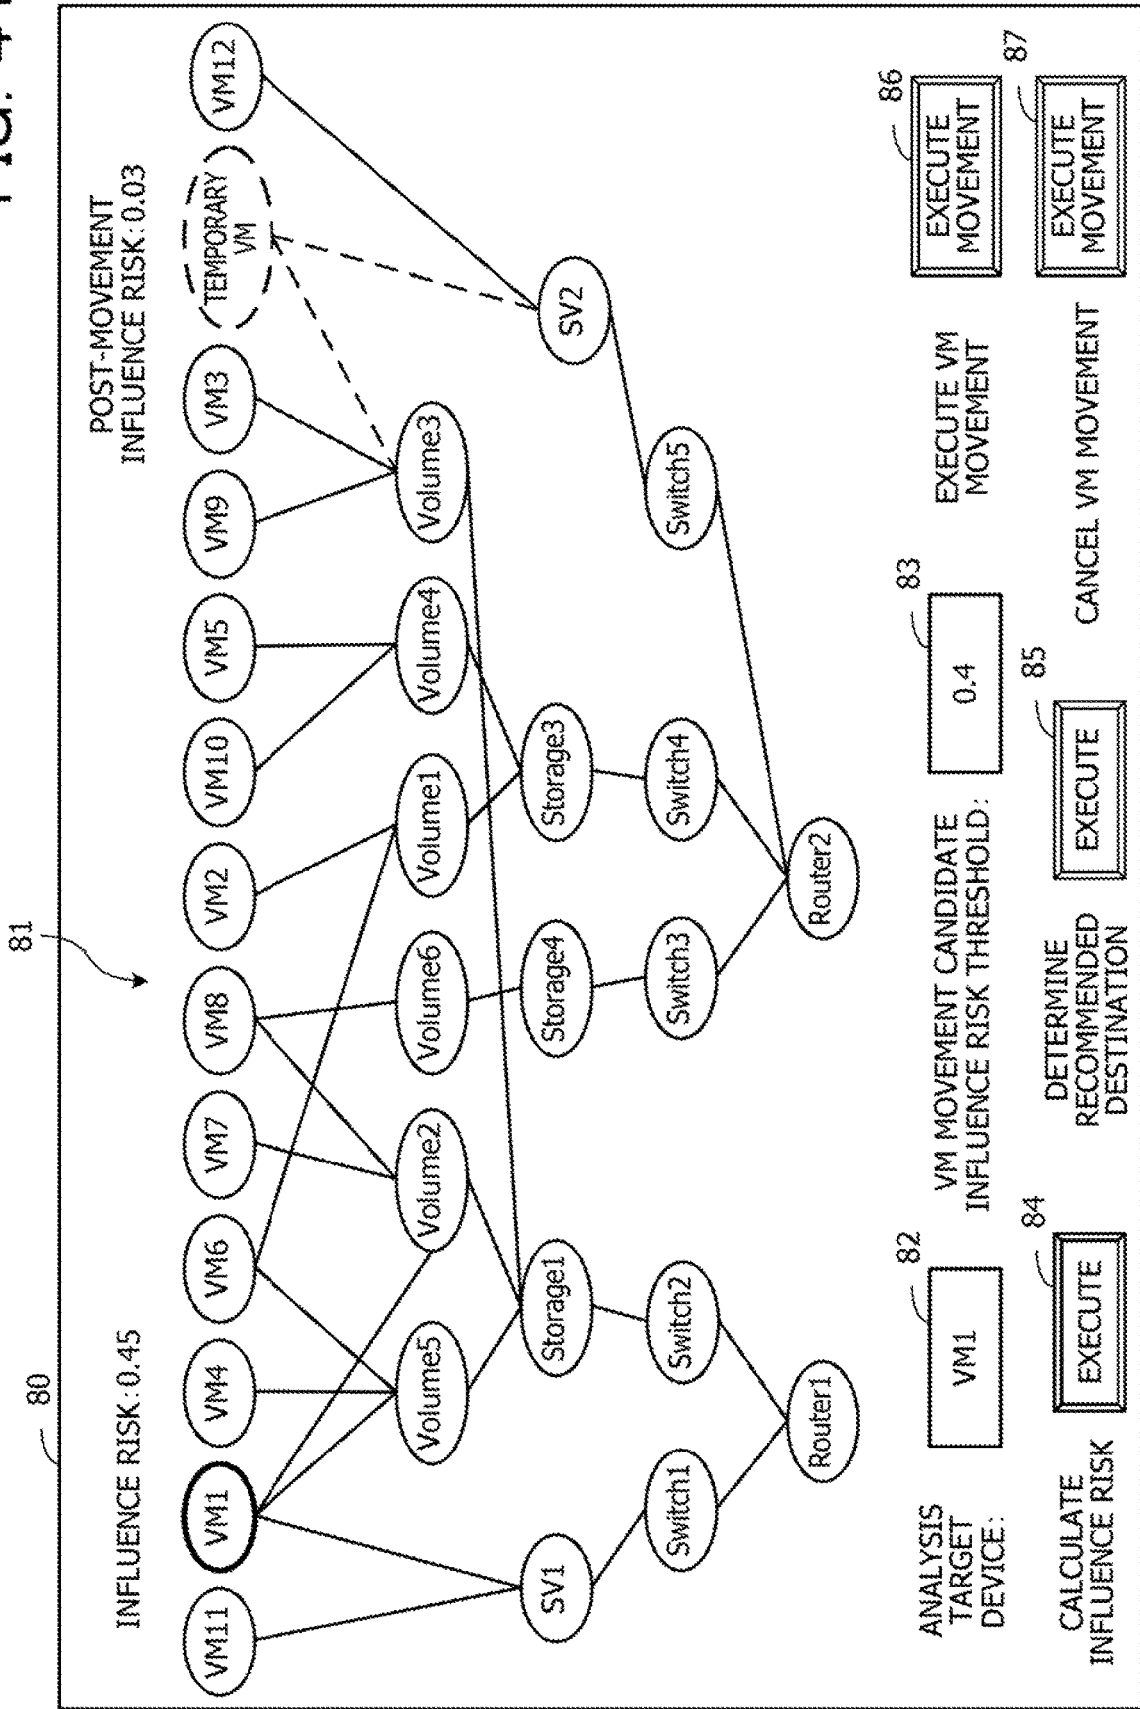 80
81
INFLUENCE RISK: 0.45
POST-MOVEMENT
INFLUENCE RISK: 0.03
VM11
VM1
VM4
VM6
VM7
VM8
VM2
VM10
VM5
VM9
VM3
TEMPORARY
VM
VM12
Volume5
Volume2
Volume6
Volume1
Volume4
Volume3
SV1
Storage1
Storage4
Storage3
SV2
Switch1
Switch2
Switch3
Switch4
Switch5
Router1
Router2
ANALYSIS
TARGET
DEVICE:
82
VM1
VM MOVEMENT CANDIDATE
INFLUENCE RISK THRESHOLD:
83
0.4
EXECUTE VM
MOVEMENT
86
EXECUTE
MOVEMENT
CALCULATE
INFLUENCE RISK
84
EXECUTE
DETERMINE
RECOMMENDED
DESTINATION
85
EXECUTE
CANCEL VM MOVEMENT
87
EXECUTE
MOVEMENT